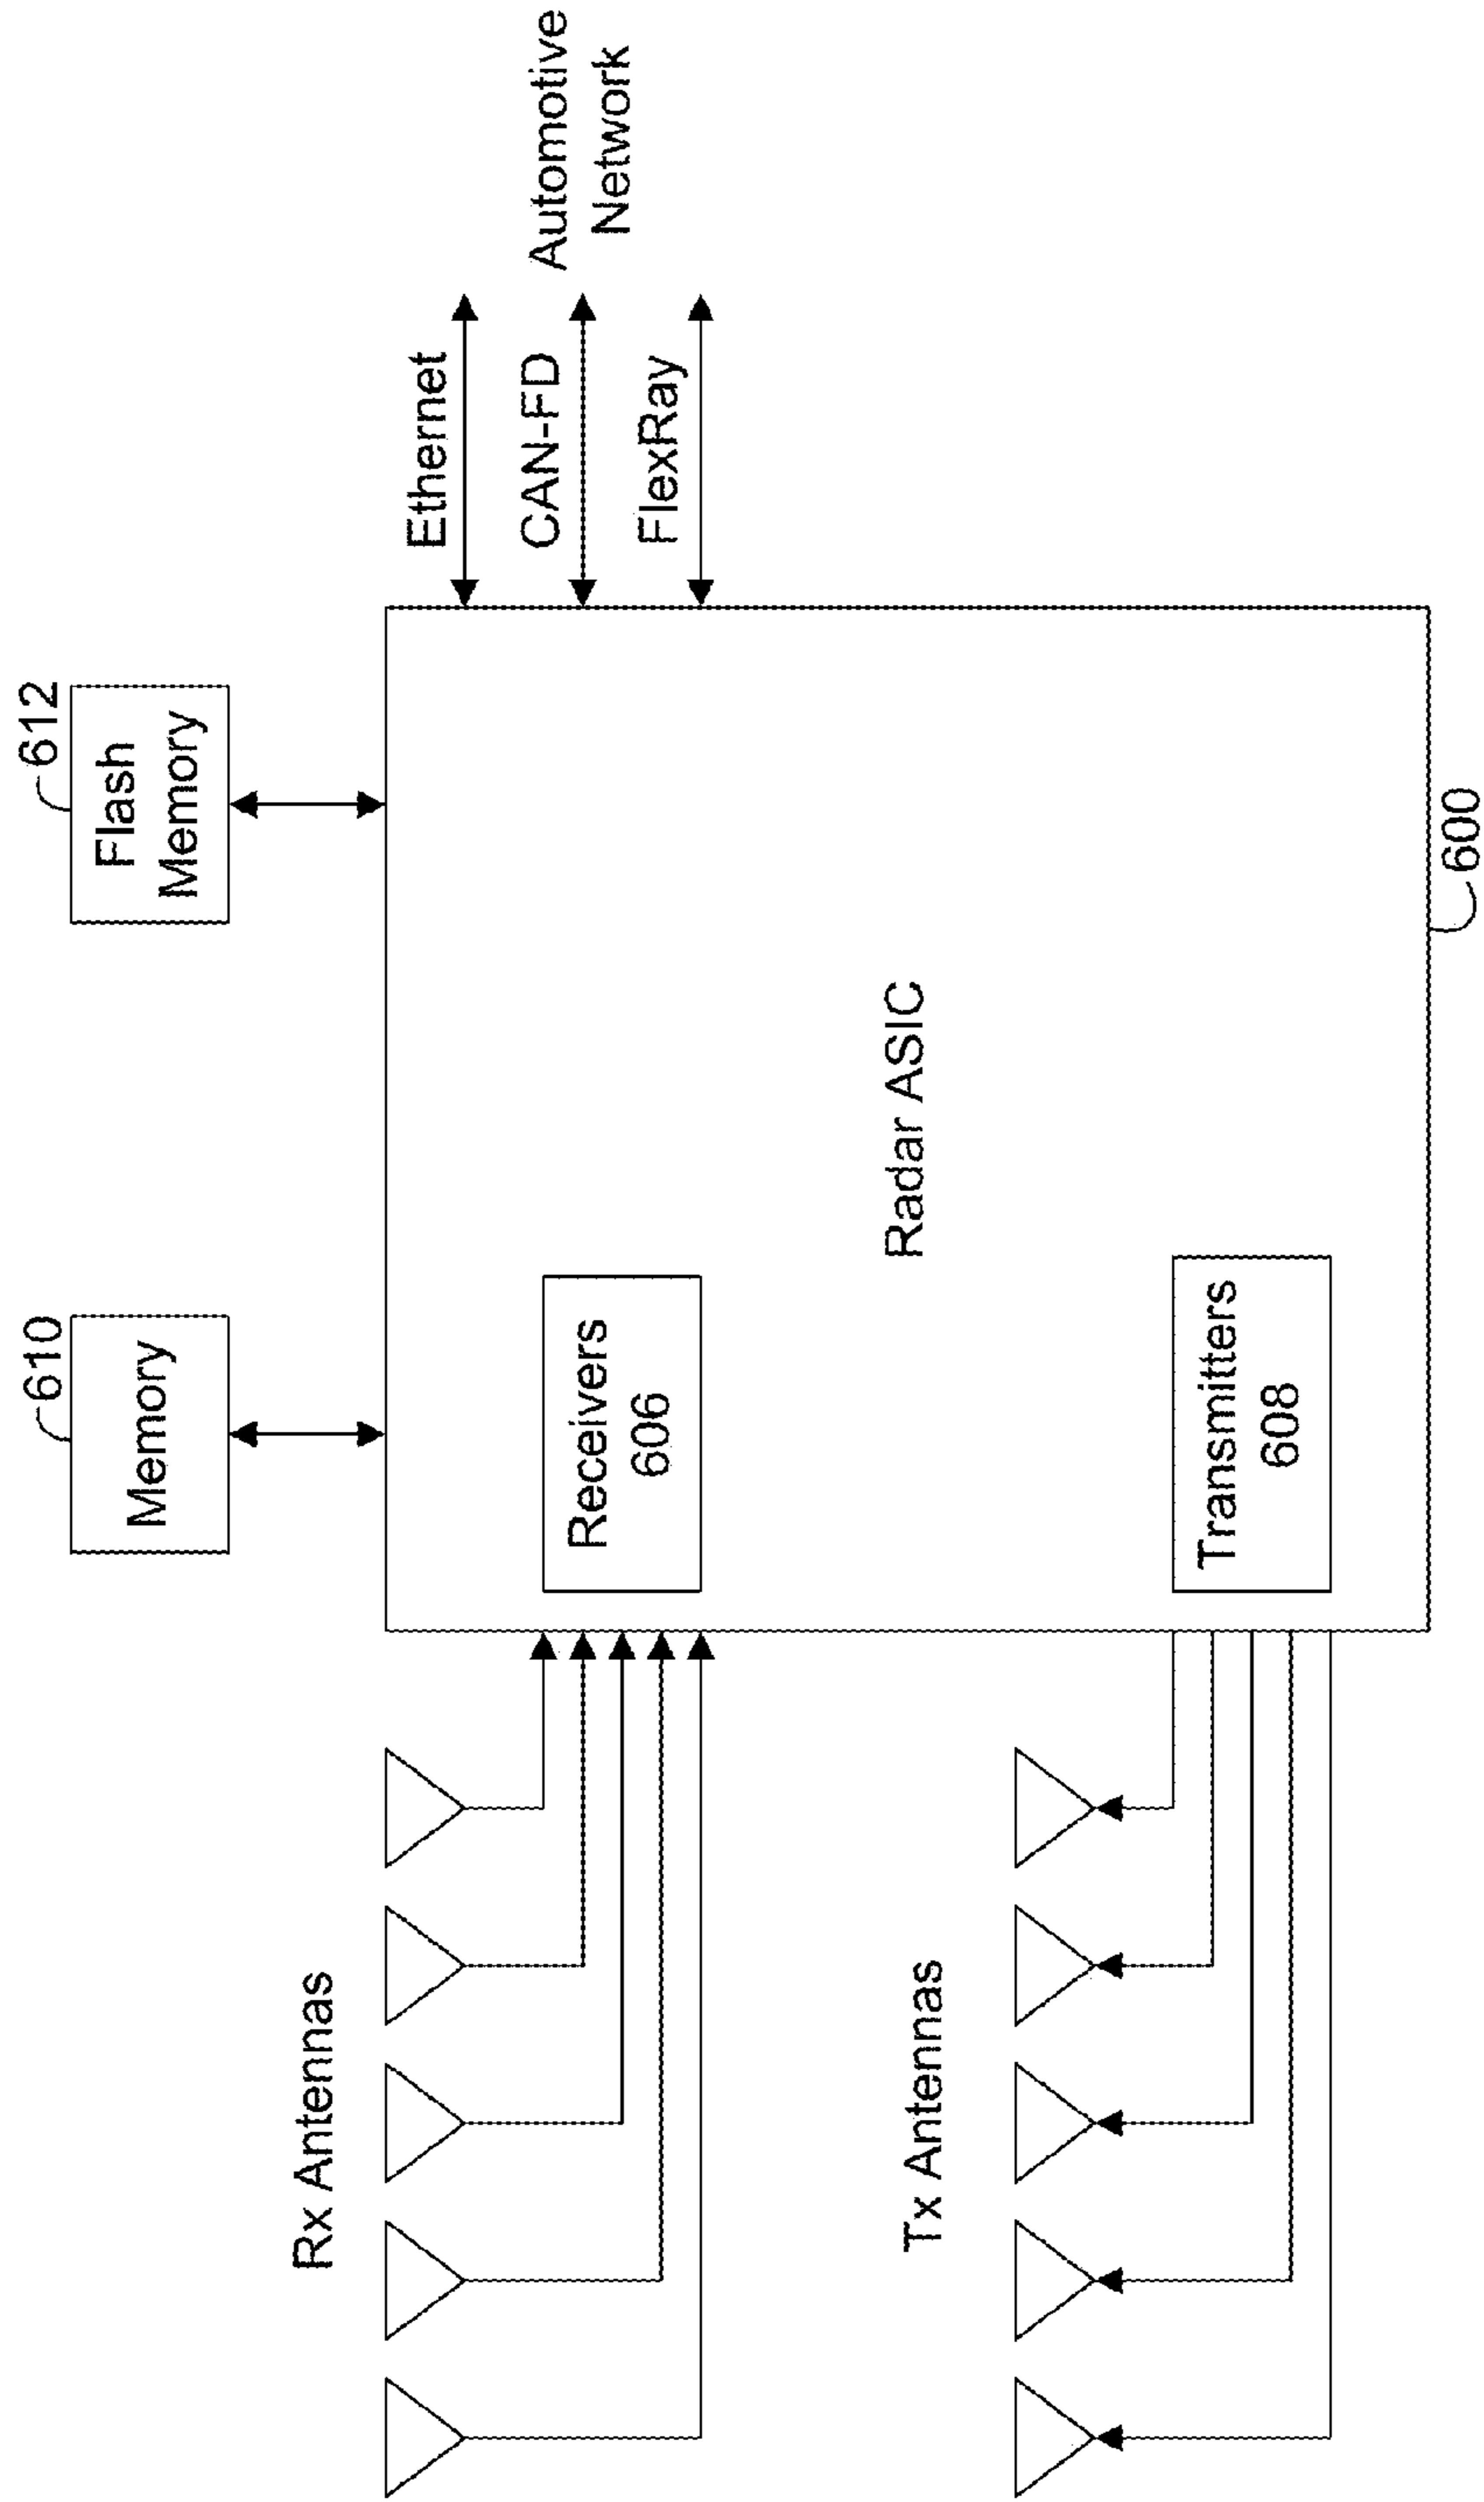 610
Memory
612
Flash
Memory
Ethernet
CAN-FD
FlexRay
Automotive
Network
Rx Antennas
Receivers
606
Radar ASIC
Tx Antennas
Transmitters
608
600